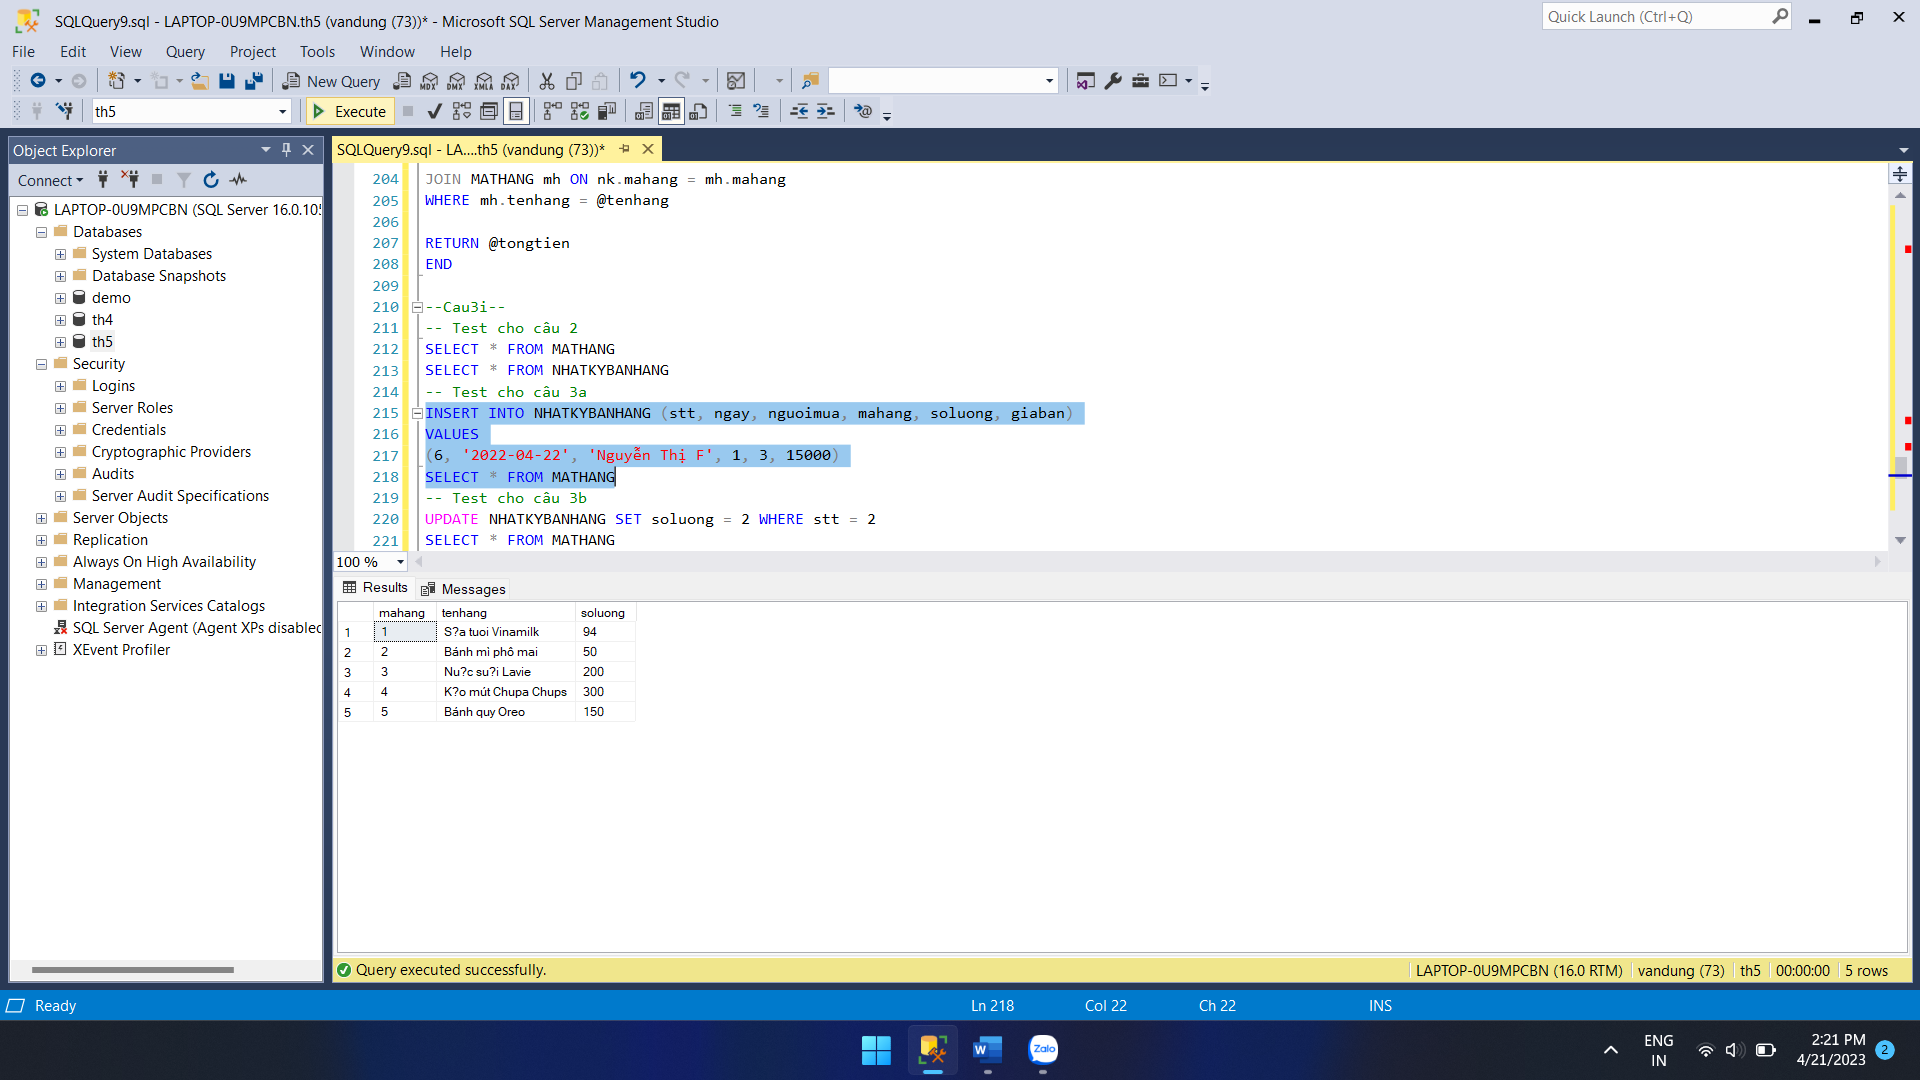 SQLQuery9.sql - LAPTOP-0U9MPCBN.th5 (vandung (73))* - Microsoft SQL Server Management Studio
Quick Launch (Ctrl+Q)
File Edit View Query Project Tools Window Help
New Query MDX DMX XMLA DAX
th5 Execute
Object Explorer
Connect
LAPTOP-0U9MPCBN (SQL Server 16.0.105
Databases
System Databases
Database Snapshots
demo
th4
th5
Security
Logins
Server Roles
Credentials
Cryptographic Providers
Audits
Server Audit Specifications
Server Objects
Replication
Always On High Availability
Management
Integration Services Catalogs
SQL Server Agent (Agent XPs disabled
XEvent Profiler
SQLQuery9.sql - LA....th5 (vandung (73))*
204 JOIN MATHANG mh ON nk.mahang = mh.mahang
205 WHERE mh.tenhang = @tenhang
206
207 RETURN @tongtien
208 END
209
210 --Cau3i--
211 -- Test cho câu 2
212 SELECT * FROM MATHANG
213 SELECT * FROM NHATKYBANHANG
214 -- Test cho câu 3a
215 INSERT INTO NHATKYBANHANG (stt, ngay, nguoimua, mahang, soluong, giaban)
216 VALUES
217 (6, '2022-04-22', 'Nguyễn Thị F', 1, 3, 15000)
218 SELECT * FROM MATHANG
219 -- Test cho câu 3b
220 UPDATE NHATKYBANHANG SET soluong = 2 WHERE stt = 2
221 SELECT * FROM MATHANG
100 %
Results Messages
mahang tenhang soluong
1 1 S?a tuoi Vinamilk 94
2 2 Bánh mì phô mai 50
3 3 Nu?c su?i Lavie 200
4 4 K?o mút Chupa Chups 300
5 5 Bánh quy Oreo 150
Query executed successfully. LAPTOP-0U9MPCBN (16.0 RTM) vandung (73) th5 00:00:00 5 rows
Ready Ln 218 Col 22 Ch 22 INS
Zalo
ENG
IN
2:21 PM
4/21/2023
2